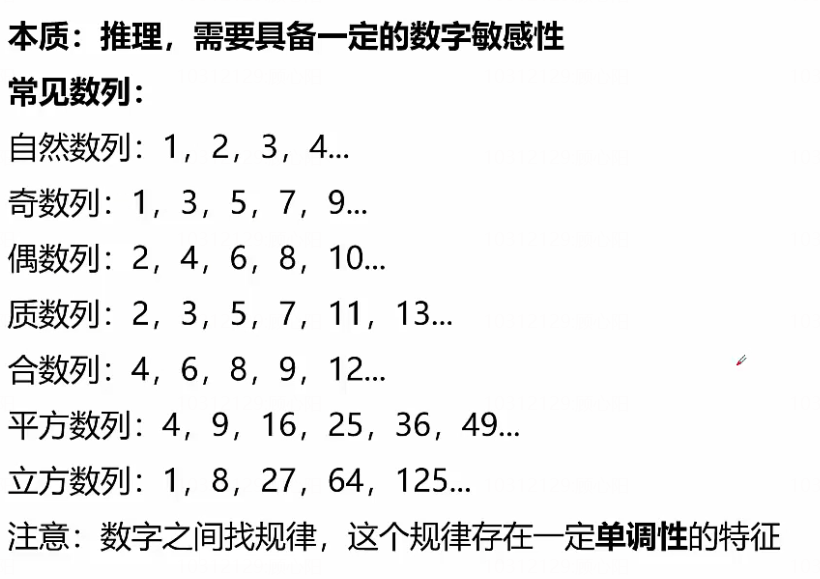 本质：推理，需要具备一定的数字敏感性
常见数列：
自然数列：1，2，3，4...
奇数列：1，3，5，7，9...
偶数列：2，4，6，8，10...
质数列：2，3，5，7，11，13...
合数列：4，6，8，9，12...
平方数列：4，9，16，25，36，49...
立方数列：1，8，27，64，125...
注意：数字之间找规律，这个规律存在一定单调性的特征